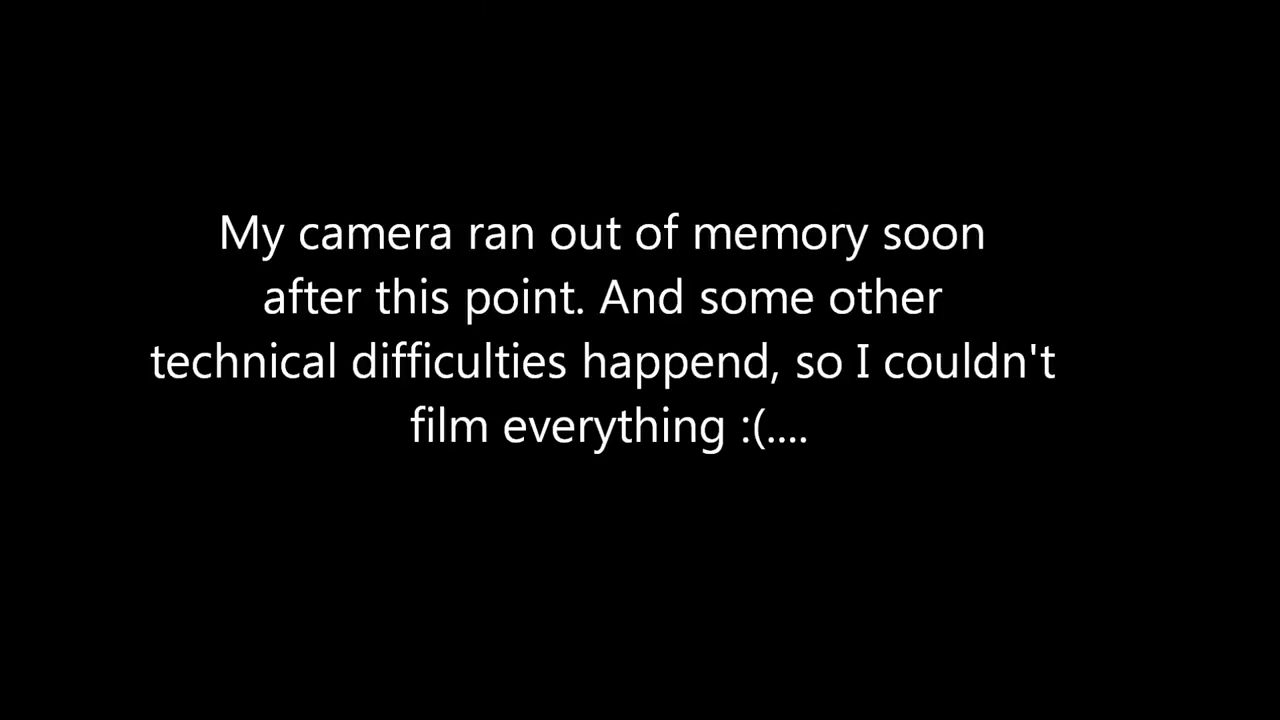 My camera ran out of memory soon
after this point. And some other
technical difficulties happend, so I couldn't
film everything :(....